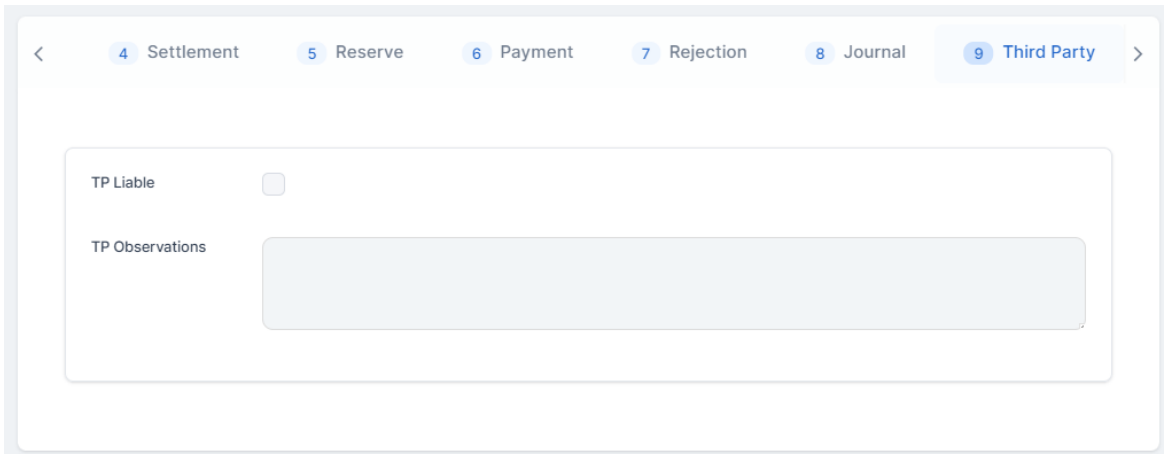 4 Settlement 5 Reserve 6 Payment 7 Rejection 8 Journal 9 Third Party
TP Liable
TP Observations